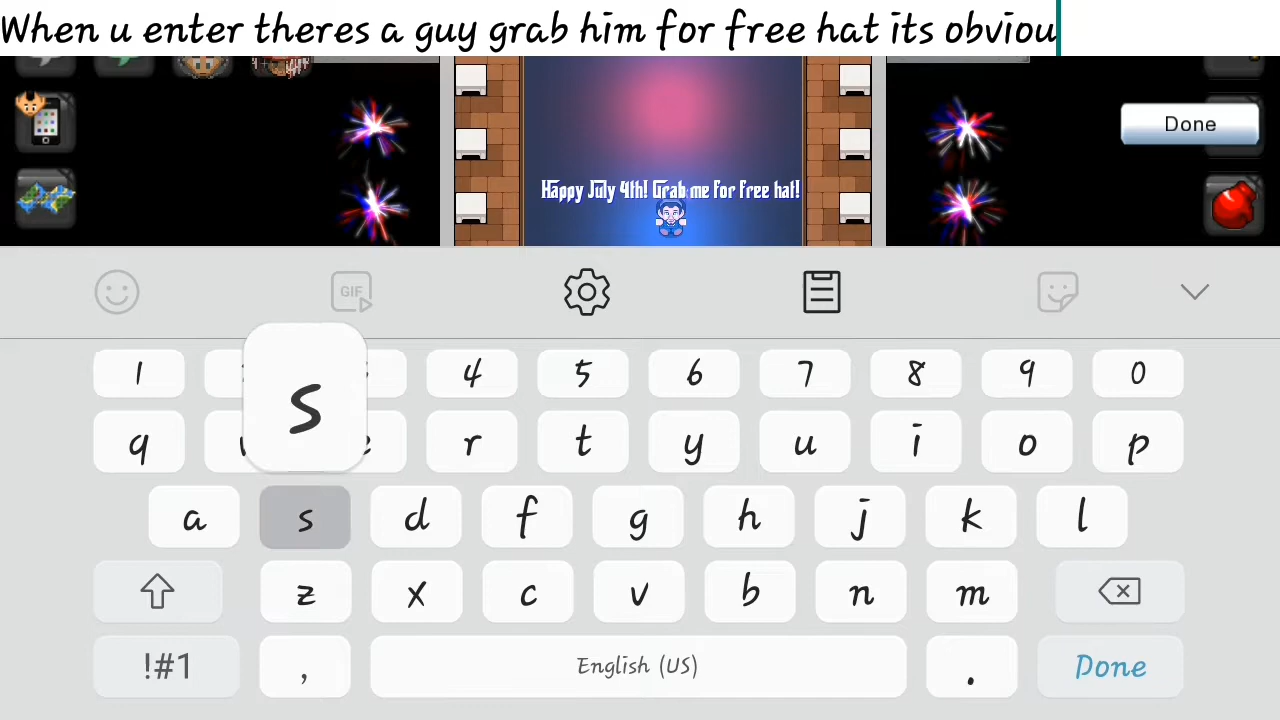 When u enter theres a guy grab him for free hat its obviou
Done
Happy July 4th! Grab me for free hat!
GIF
S
1 4 5 6 7 8 9 0
q r t y u i o p
a s d f g h j k l
z x c v b n m
!#1 , English (US) . Done